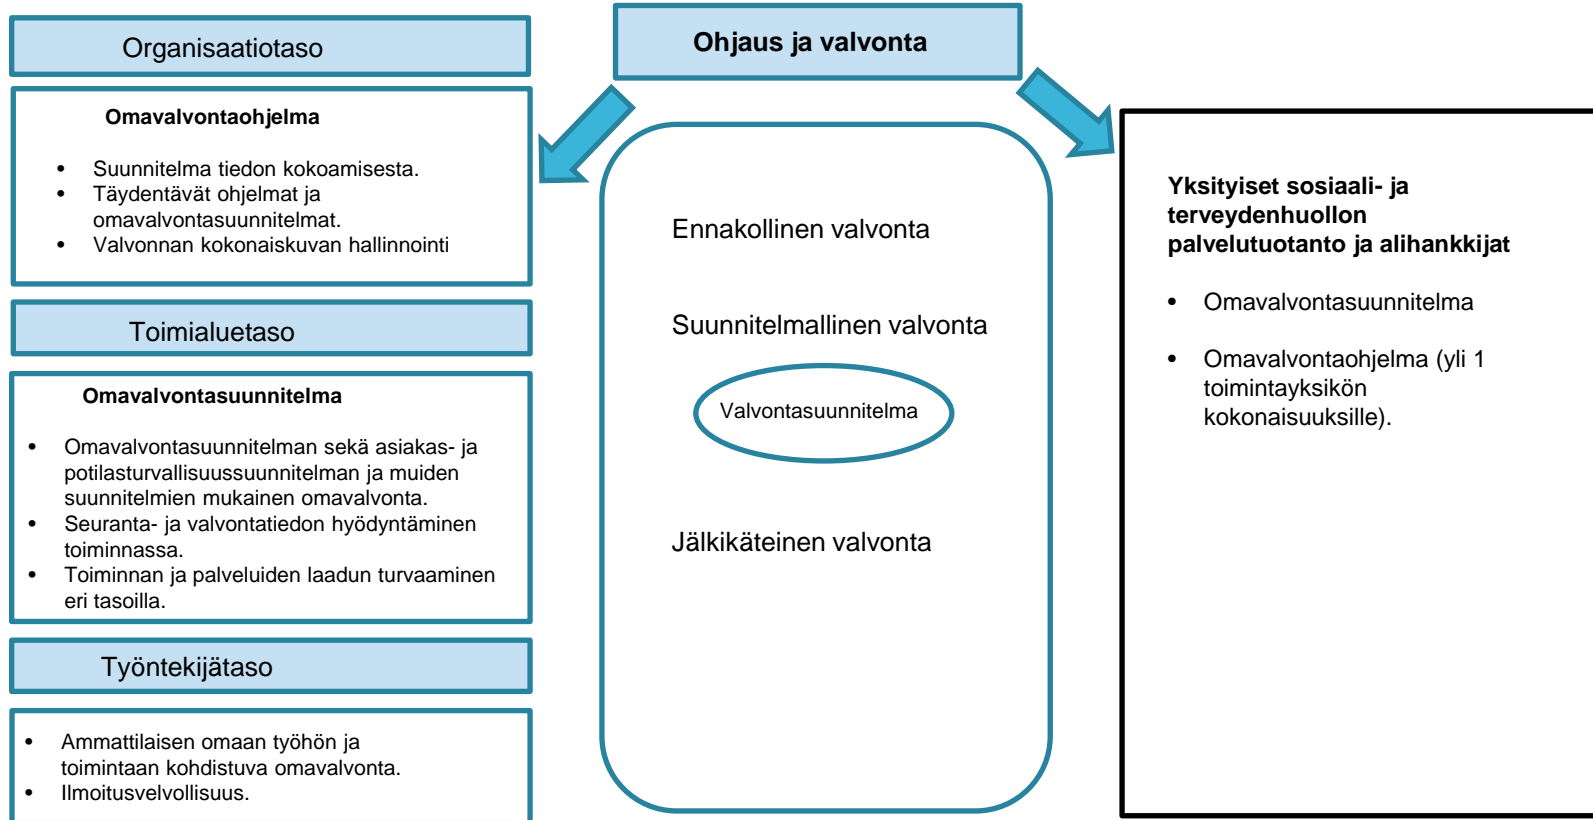 Organisaatiotaso
Omavalvontaohjelma
• Suunnitelma tiedon kokoamisesta.
• Täydentävät ohjelmat ja
omavalvontasuunnitelmat.
• Valvonnan kokonaiskuvan hallinnointi
Toimialuetaso
Omavalvontasuunnitelma
• Omavalvontasuunnitelman sekä asiakas- ja
potilasturvallisuussuunnitelman ja muiden
suunnitelmien mukainen omavalvonta.
• Seuranta- ja valvontatiedon hyödyntäminen
toiminnassa.
• Toiminnan ja palveluiden laadun turvaaminen
eri tasoilla.
Työntekijätaso
• Ammattilaisen omaan työhön ja
toimintaan kohdistuva omavalvonta.
• Ilmoitusvelvollisuus.
Ohjaus ja valvonta
Ennakollinen valvonta
Suunnitelmallinen valvonta
Valvontasuunnitelma
Jälkikäteinen valvonta
Yksityiset sosiaali- ja
terveydenhuollon
palvelutuotanto ja alihankkijat
• Omavalvontasuunnitelma
• Omavalvontaohjelma (yli 1
toimintayksikön
kokonaisuuksille).